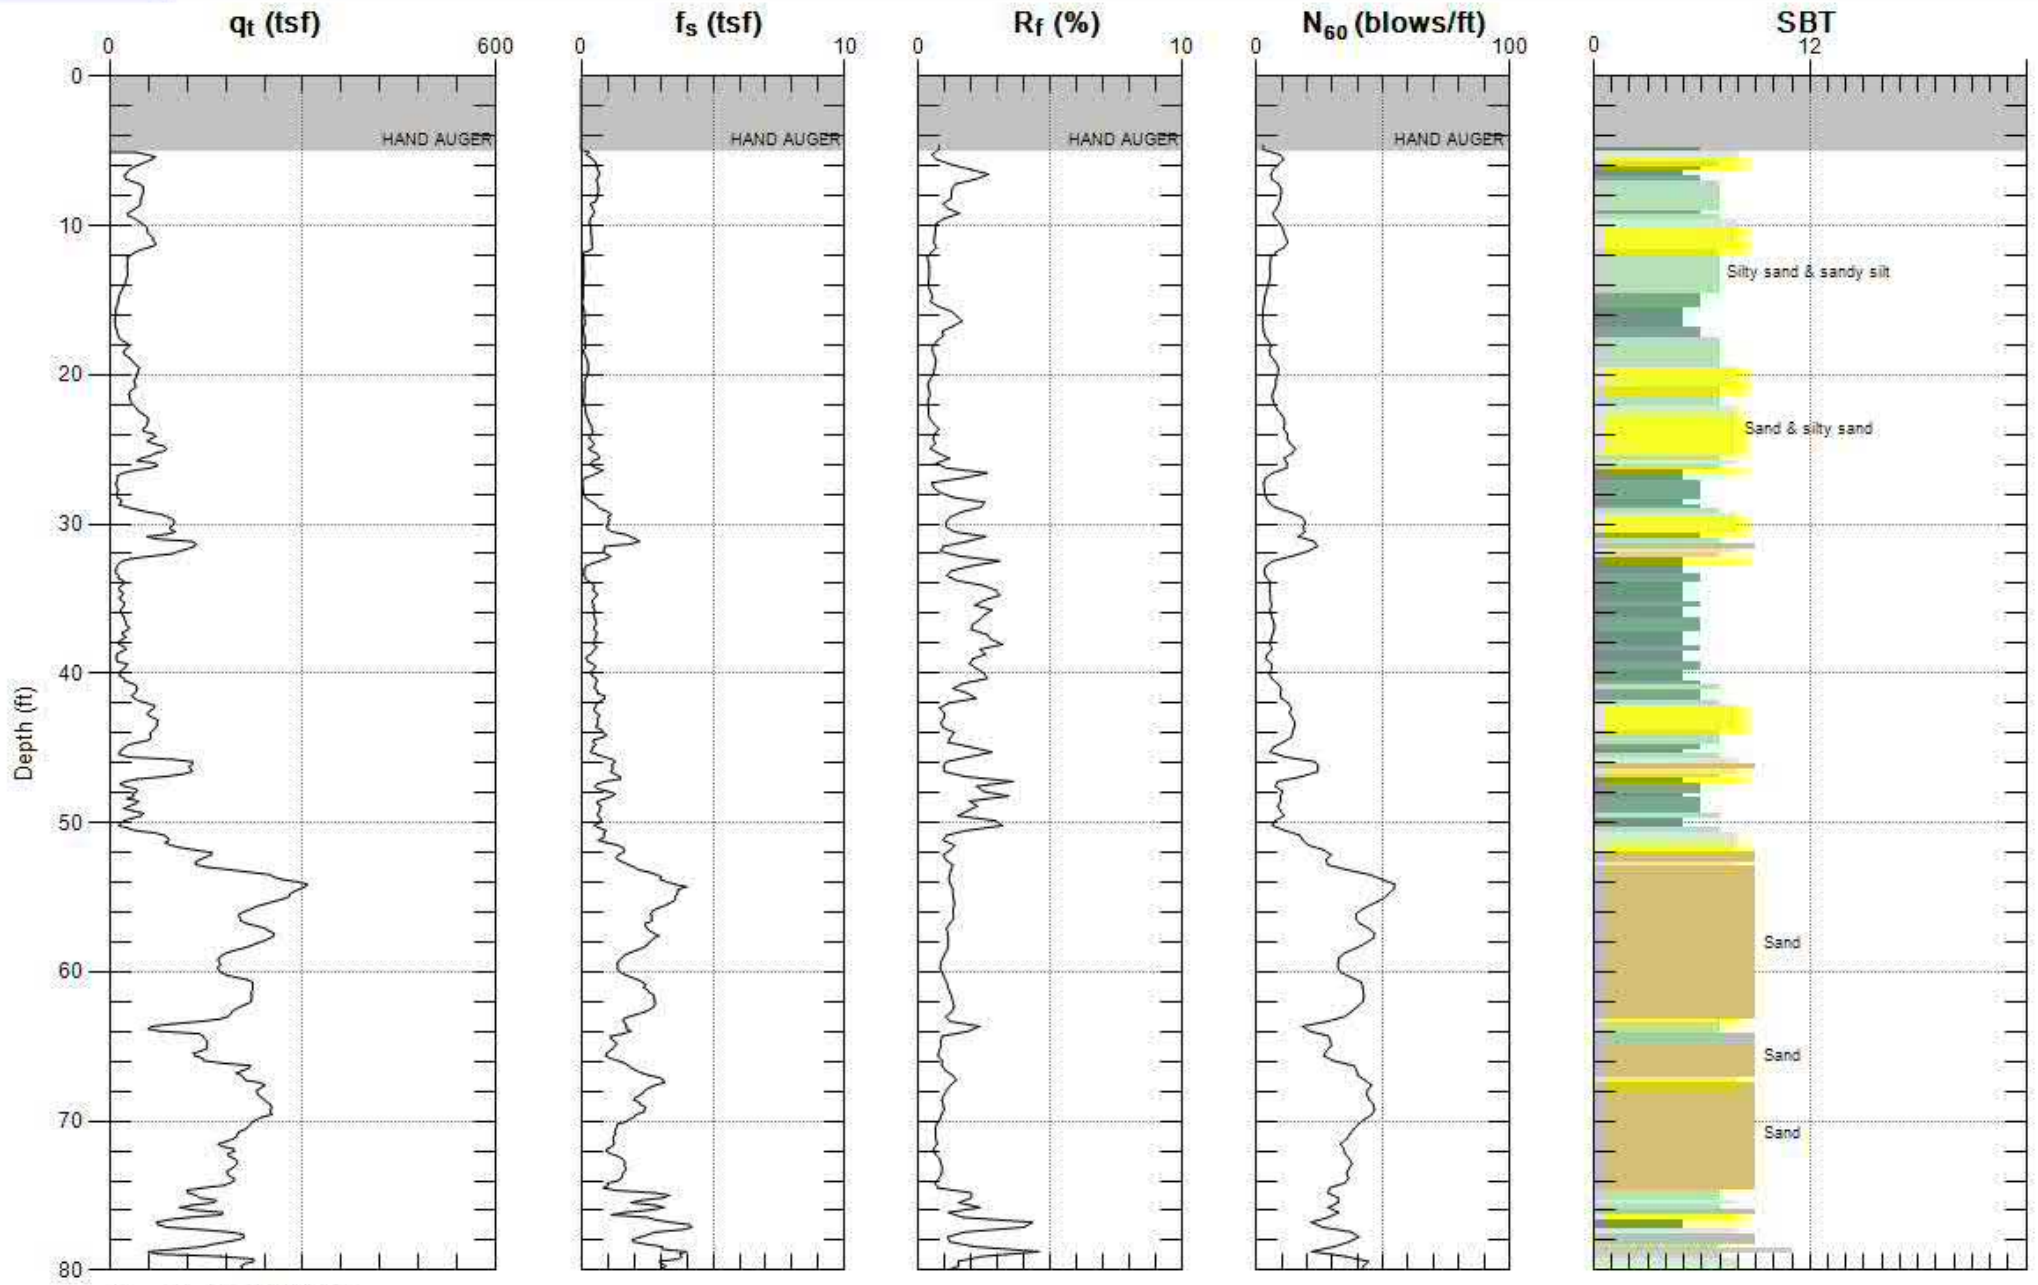 qt (tsf)
fs (tsf)
Rf (%)
N60 (blows/ft)
SBT
0
600
0
10
0
10
0
100
0
12
0
HAND AUGER
HAND AUGER
HAND AUGER
HAND AUGER
10
Silty sand & sandy silt
20
Sand & silty sand
30
40
Depth (ft)
50
Sand
60
Sand
70
Sand
80